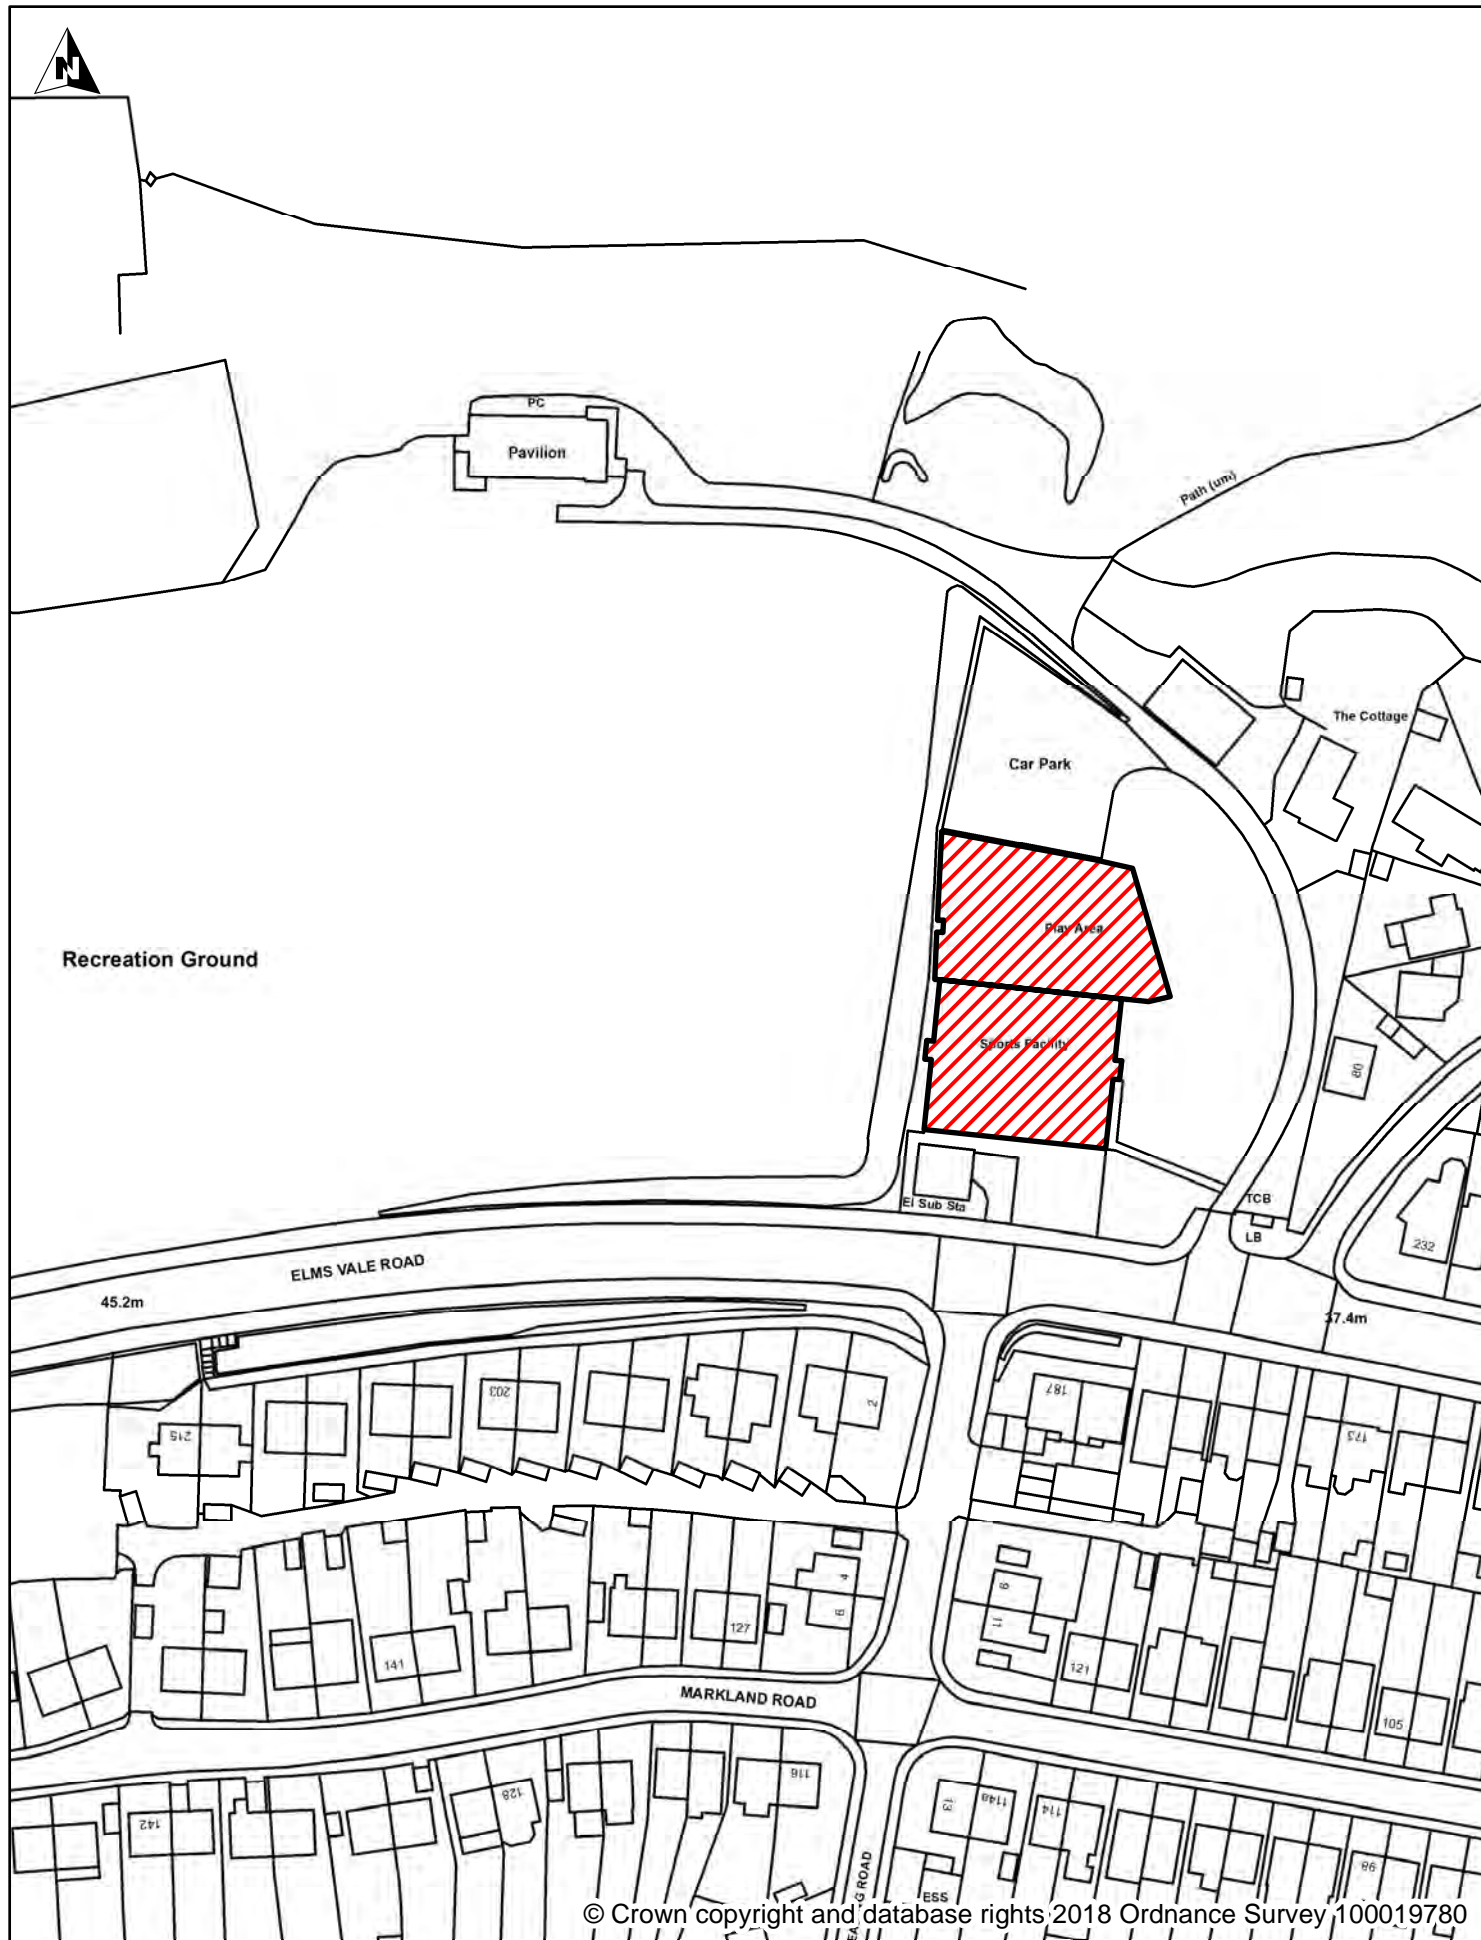 N
PC
Pavilion
Path (um)
The Cottage
Car Park
Play Area
Recreation Ground
Sports Facility
80
El Sub Sta
TCB
LB
232
ELMS VALE ROAD
45.2m
37.4m
203
2
187
215
173
4
6
9
11
127
141
121
MARKLAND ROAD
105
116
128
142
13
114a
114
98
ROAD
ESS
© Crown copyright and database rights 2018 Ordnance Survey 100019780